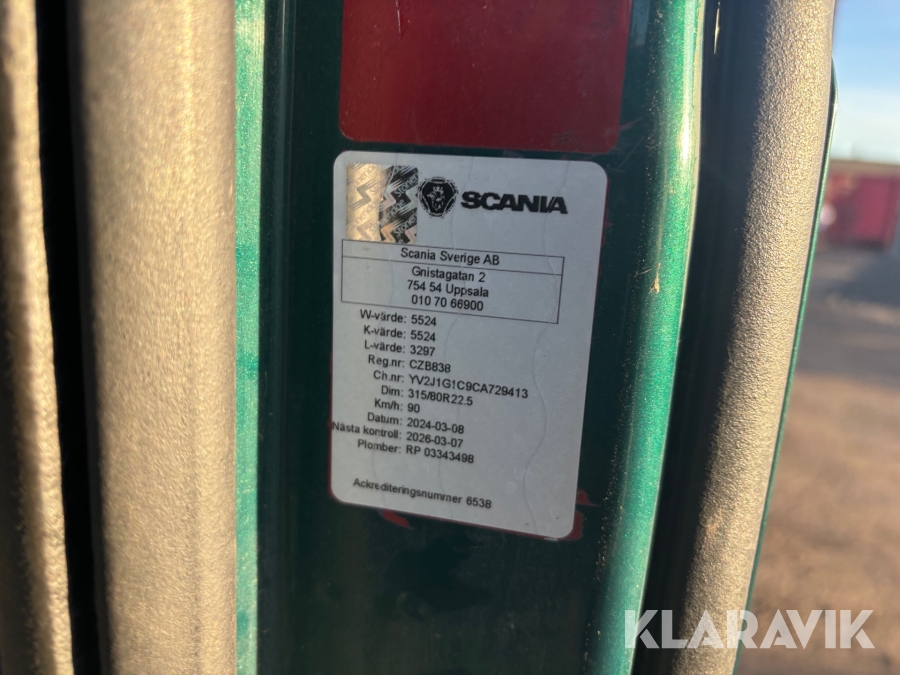 SCANIA
Scania Sverige AB
Gnistagatan 2
754 54 Uppsala
010 70 66900
W-värde: 5524
K-värde: 5524
L-värde: 3297
Reg.nr: CZB838
Ch.nr: YV2J1G1C9CA729413
Dim: 315/80R22.5
Km/h: 90
Datum: 2024-03-08
Nästa kontroll: 2026-03-07
Plomber: RP 03343498
Ackrediteringsnummer 6538
KLARAVIK